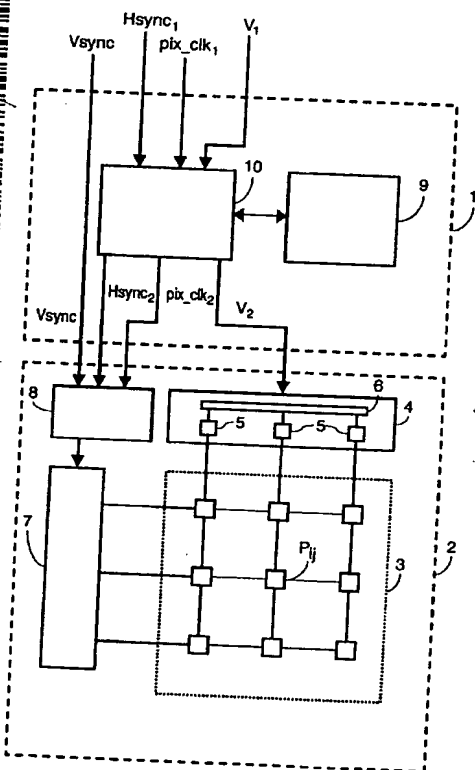 Hsync1
V1
Vsync
pix_clk1
10
9
1
Hsync2
pix_clk2
V2
Vsync
6
8
4
5
5
7
Pij
3
2